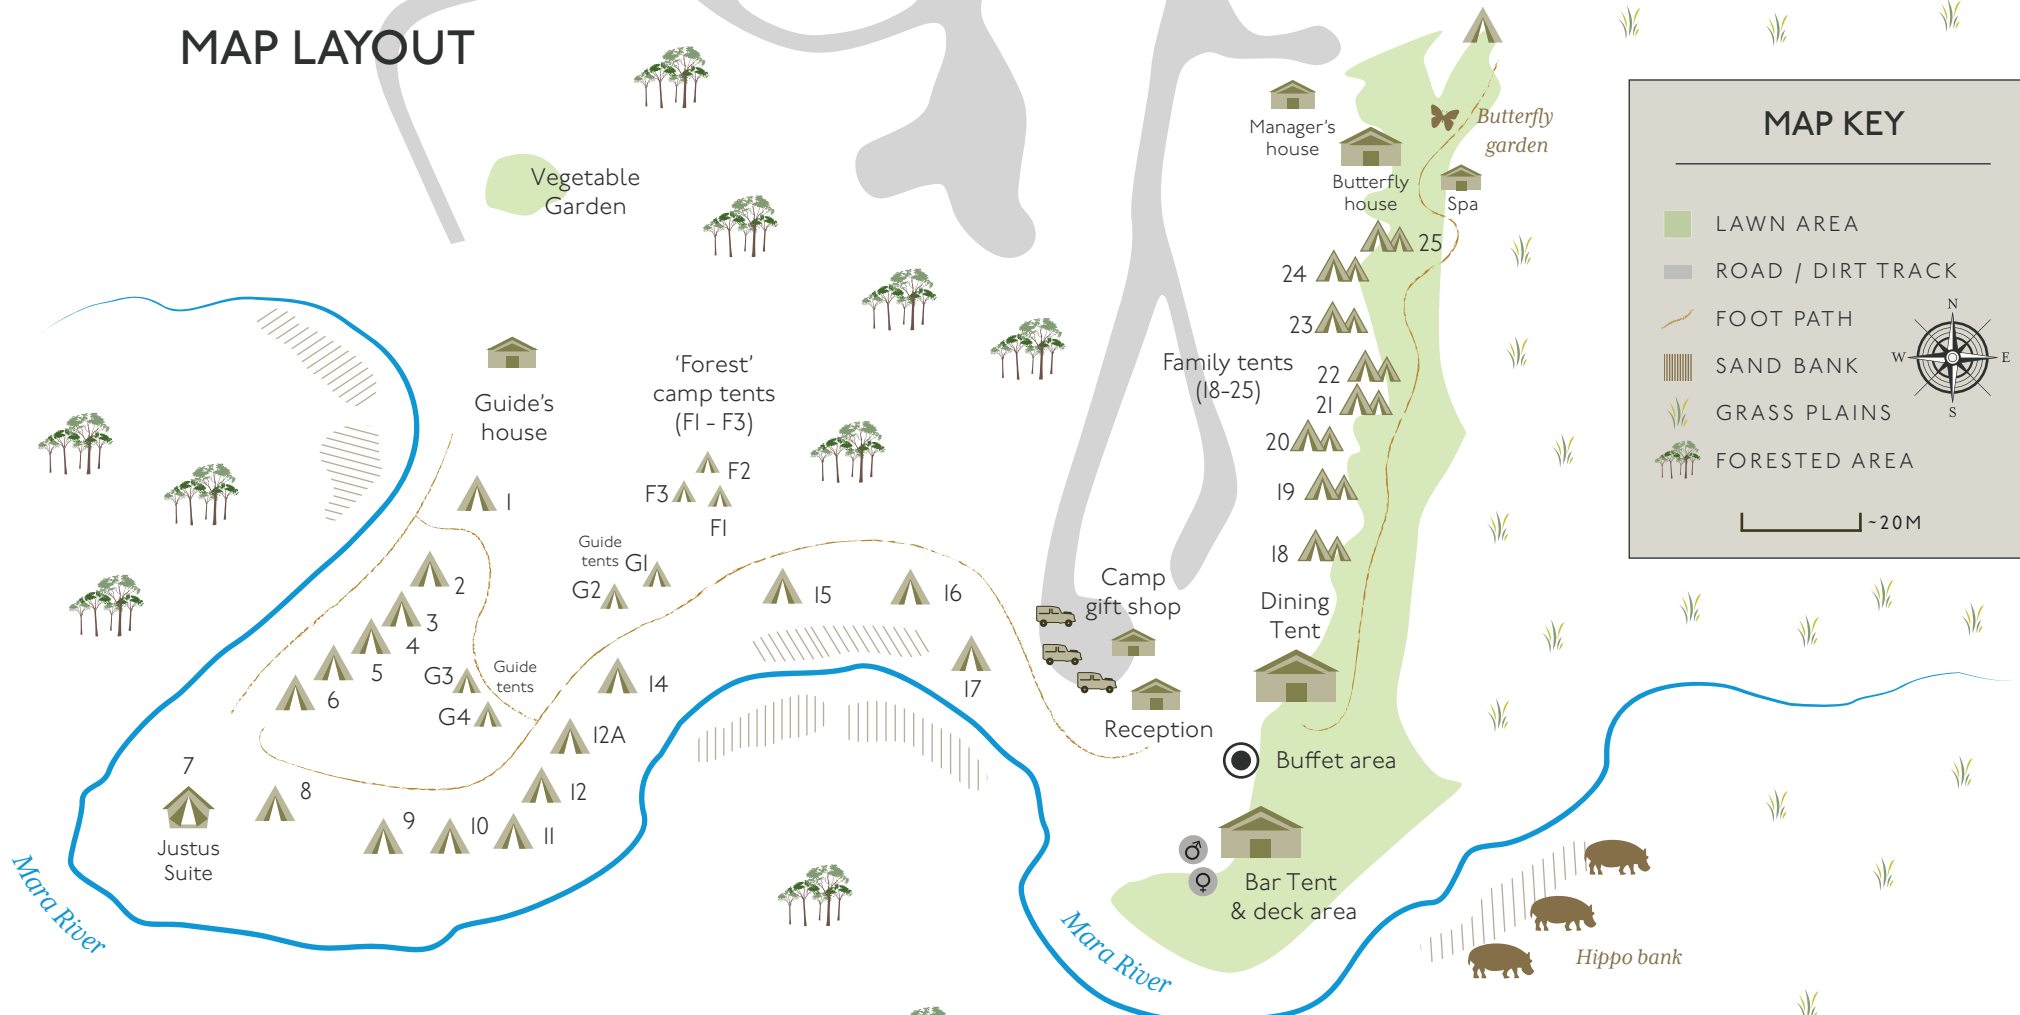 MAP LAYOUT
Vegetable
Garden
Manager's
house
Butterfly
house
Butterfly
garden
Spa
25
24
23
Family tents
(18-25)
22
21
20
19
18
Guide's
house
'Forest'
camp tents
(F1 - F3)
F2
F3
F1
1
Guide
tents
G1
G2
2
3
4
5
6
G3
Guide
tents
G4
7
Justus
Suite
8
9
10
11
12
12A
14
15
16
17
Camp
gift shop
Reception
Dining
Tent
Buffet area
Bar Tent
& deck area
Mara River
Mara River
Hippo bank
MAP KEY
LAWN AREA
ROAD / DIRT TRACK
FOOT PATH
SAND BANK
GRASS PLAINS
FORESTED AREA
N
W
E
S
~20M